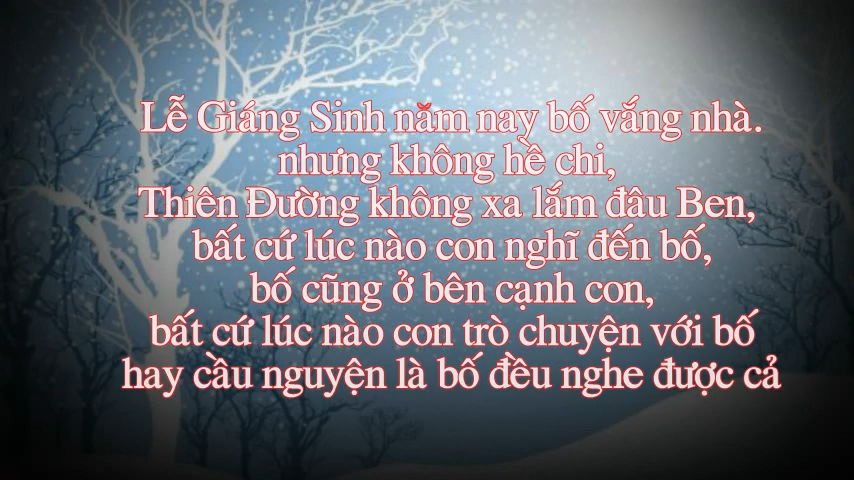 Lễ Giáng Sinh năm nay bố vắng nhà.
nhưng không hề chi,
Thiên Đường không xa lắm đâu Ben,
bất cứ lúc nào con nghĩ đến bố,
bố cũng ở bên cạnh con,
bất cứ lúc nào con trò chuyện với bố
hay cầu nguyện là bố đều nghe được cả